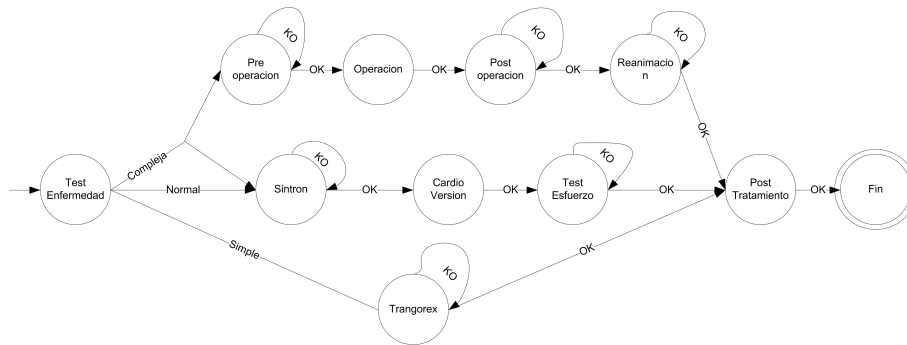 KO
KO
KO
Pre
operacion
OK
Operacion
OK
Post
operacion
OK
Reanimacio
n
OK
Compleja
Test
Enfermedad
Normal
KO
Sintron
OK
Cardio
Version
OK
KO
Test
Esfuerzo
OK
Post
Tratamiento
OK
Fin
Simple
OK
KO
Trangorex